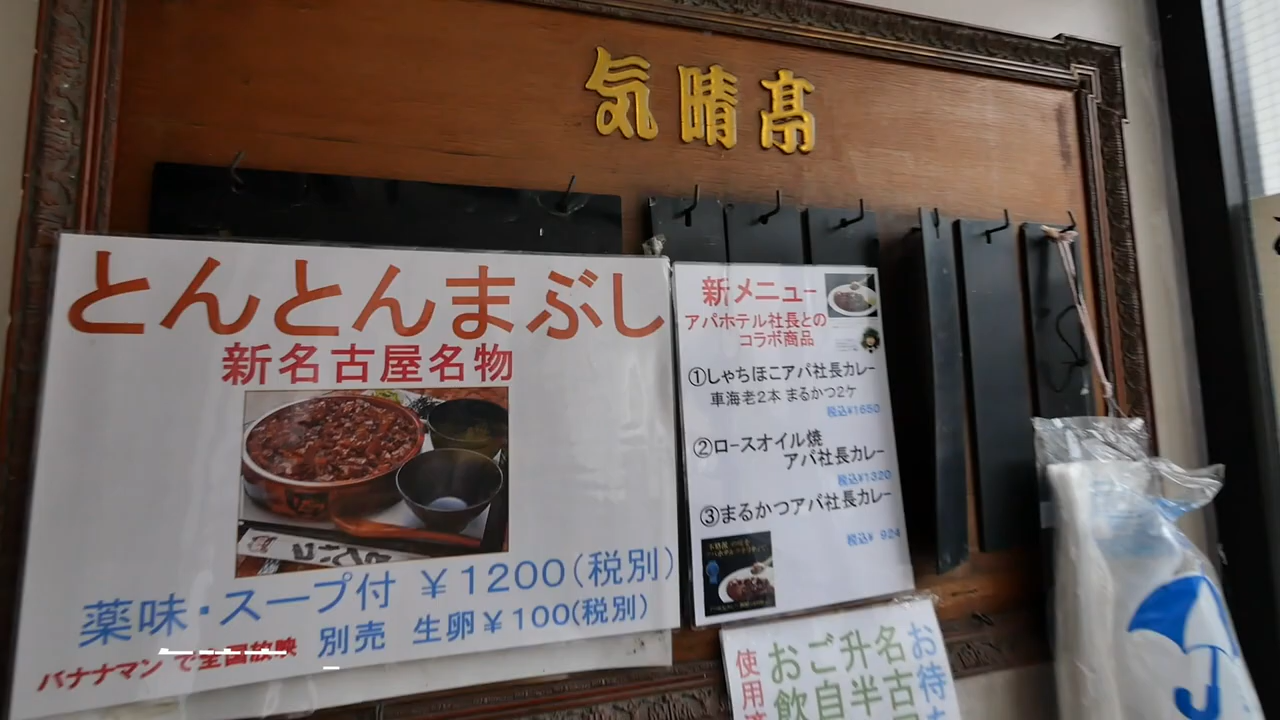 気晴亭
とんとんまぶし
新名古屋名物
薬味・スープ付 ￥1200(税別)
別売 生卵￥100(税別)
バナナマン で全国放映
新メニュー
アパホテル社長との
コラボ商品
①しゃちほこアパ社長カレー
車海老2本 まるかつ2ケ
税込¥1650
②ロースオイル焼
アパ社長カレー
税込¥1320
③まるかつアパ社長カレー
税込¥ 924
お待
名古
升半
ご自
お飲
使用